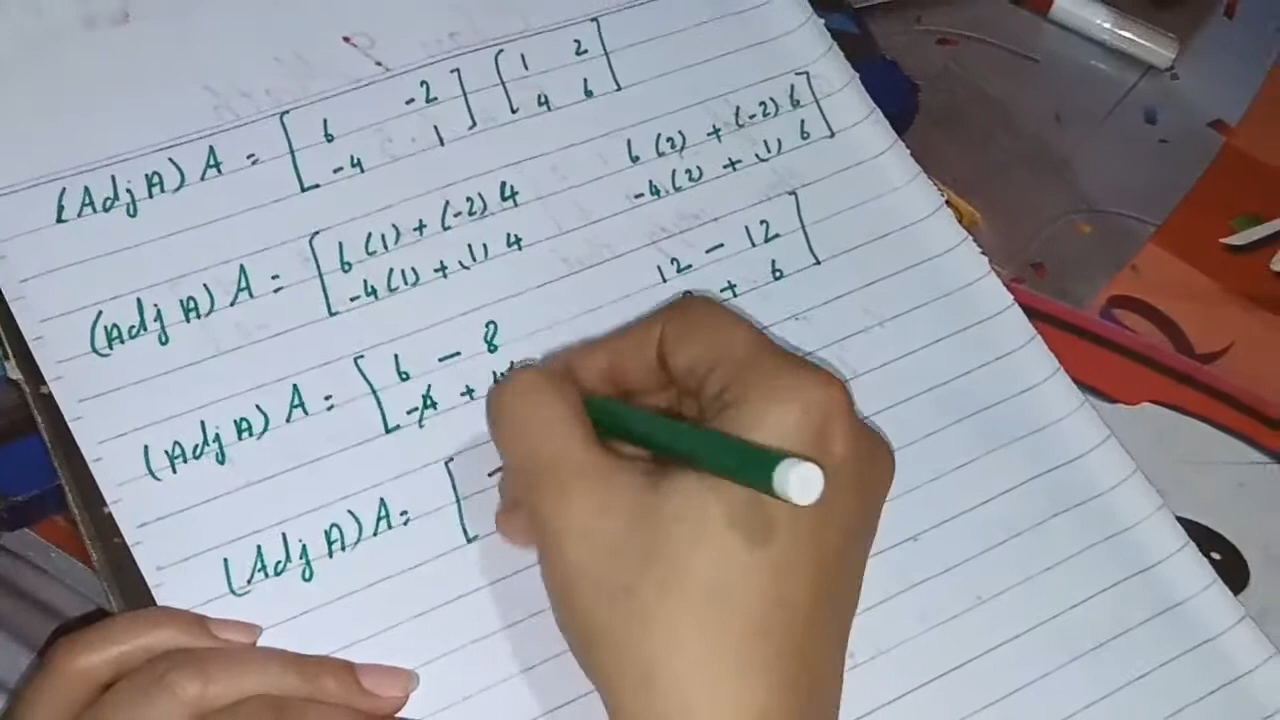 (Adj A) A = [ 6 -2 ] [ 1 2 ]
[ -4 1 ] [ 4 6 ]
(Adj A) A = [ 6 (1) + (-2) 4 6 (2) + (-2) 6 ]
[ -4 (1) + (1) 4 -4 (2) + (1) 6 ]
(Adj A) A = [ 6 - 8 12 - 12 ]
[ -4 + + 6 ]
(Adj A) A = [ -